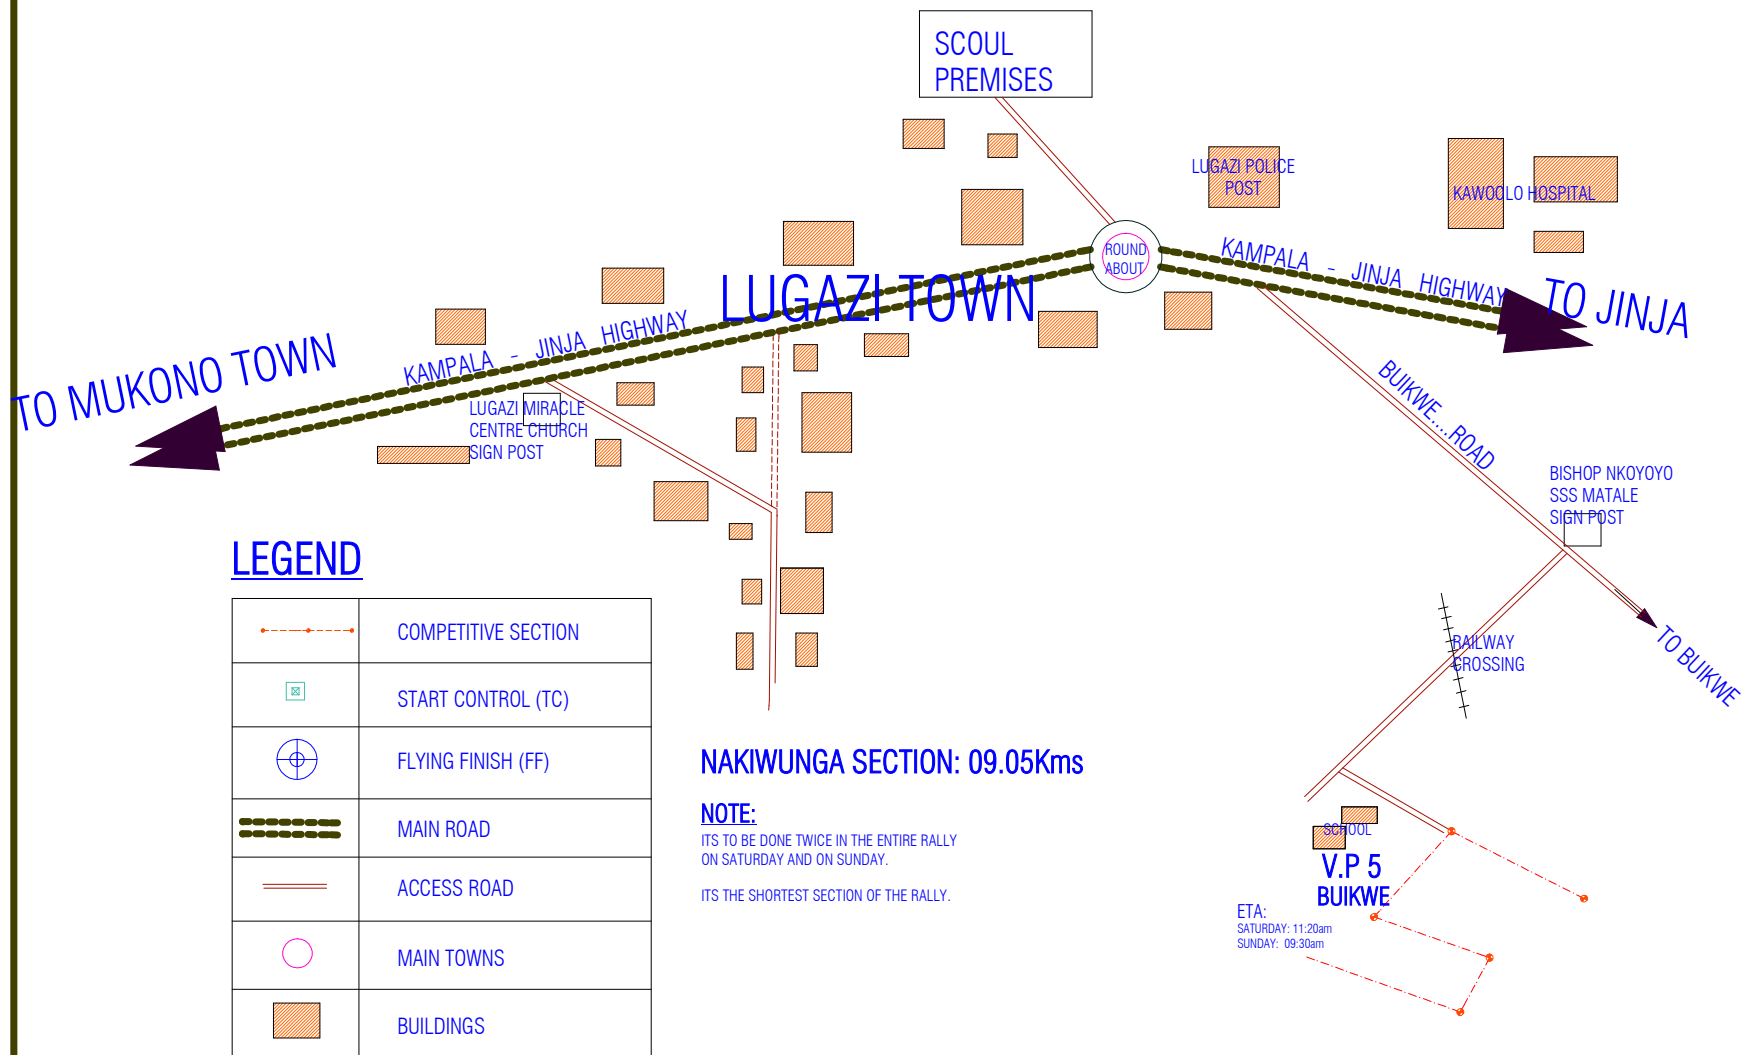 SCOUL
PREMISES
LUGAZI POLICE
POST
KAWOOLO HOSPITAL
ROUND
ABOUT
KAMPALA - JINJA HIGHWAY
TO JINJA
LUGAZI TOWN
KAMPALA - JINJA HIGHWAY
TO MUKONO TOWN
LUGAZI MIRACLE
CENTRE CHURCH
SIGN POST
BUIKWE....ROAD
BISHOP NKOYOYO
SSS MATALE
SIGN POST
RAILWAY
CROSSING
TO BUIKWE
LEGEND
COMPETITIVE SECTION
START CONTROL (TC)
FLYING FINISH (FF)
MAIN ROAD
ACCESS ROAD
MAIN TOWNS
BUILDINGS
NAKIWUNGA SECTION: 09.05Kms
NOTE:
ITS TO BE DONE TWICE IN THE ENTIRE RALLY
ON SATURDAY AND ON SUNDAY.
ITS THE SHORTEST SECTION OF THE RALLY.
SCHOOL
V.P 5
BUIKWE
ETA:
SATURDAY: 11:20am
SUNDAY: 09:30am